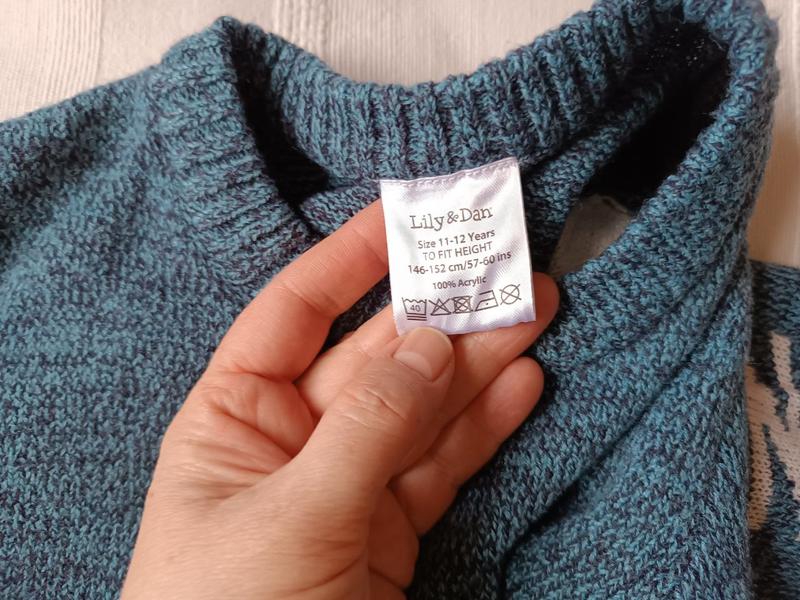 Lily & Dan
Size 11-12 Years
TO FIT HEIGHT
146-152 cm/57-60 ins
100% Acrylic
40